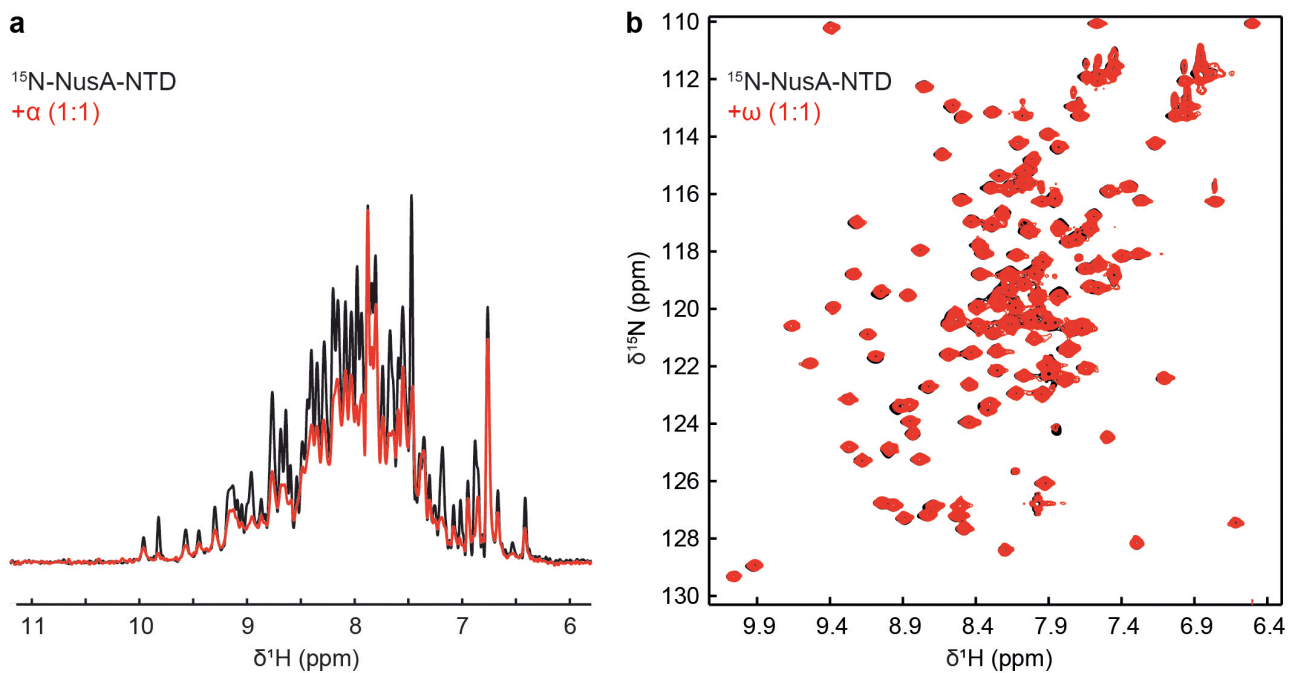 a
¹⁵N-NusA-NTD
+α (1:1)
11 10 9 8 7 6
δ¹H (ppm)
b
¹⁵N-NusA-NTD
+ω (1:1)
110
112
114
116
118
120
122
124
126
128
130
δ¹⁵N (ppm)
9.9 9.4 8.9 8.4 7.9 7.4 6.9 6.4
δ¹H (ppm)